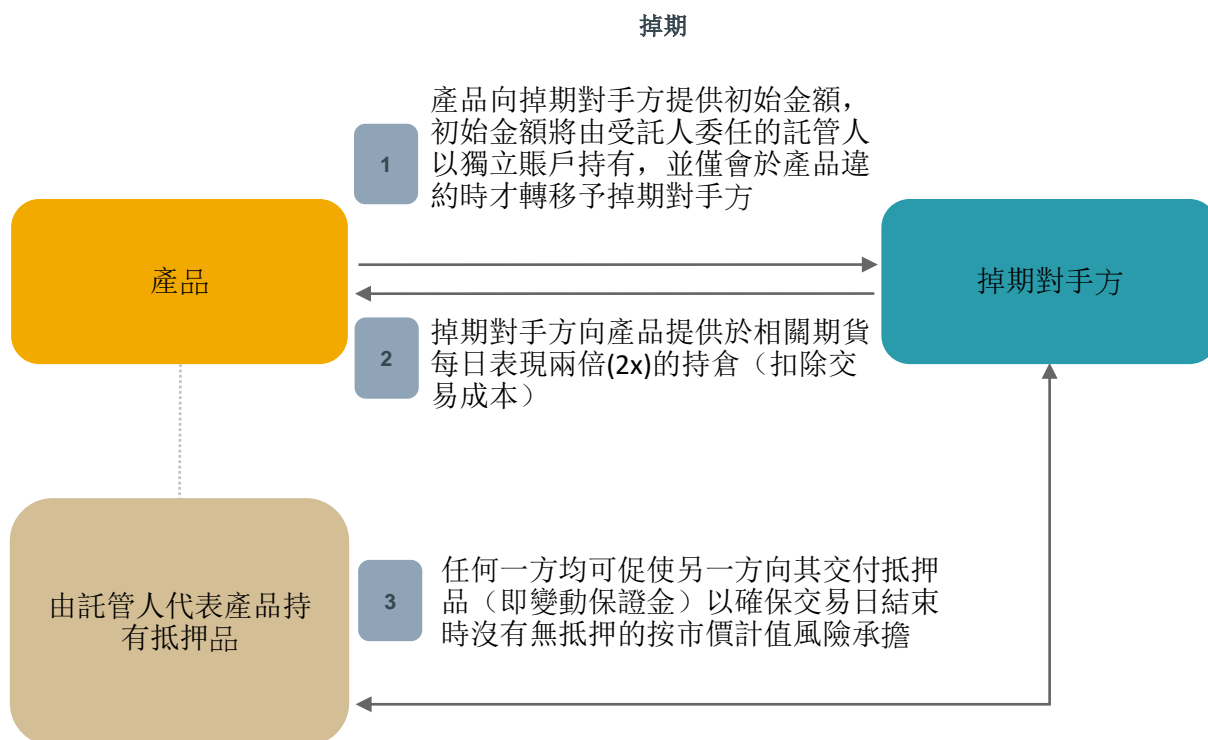 掉期
產品向掉期對手方提供初始金額，
初始金額將由受託人委任的託管人
以獨立賬戶持有，並僅會於產品違
約時才轉移予掉期對手方
1
產品
掉期對手方
2
掉期對手方向產品提供於相關期貨
每日表現兩倍(2x)的持倉（扣除交
易成本）
由託管人代表產品持
有抵押品
3
任何一方均可促使另一方向其交付抵押
品（即變動保證金）以確保交易日結束
時沒有無抵押的按市價計值風險承擔